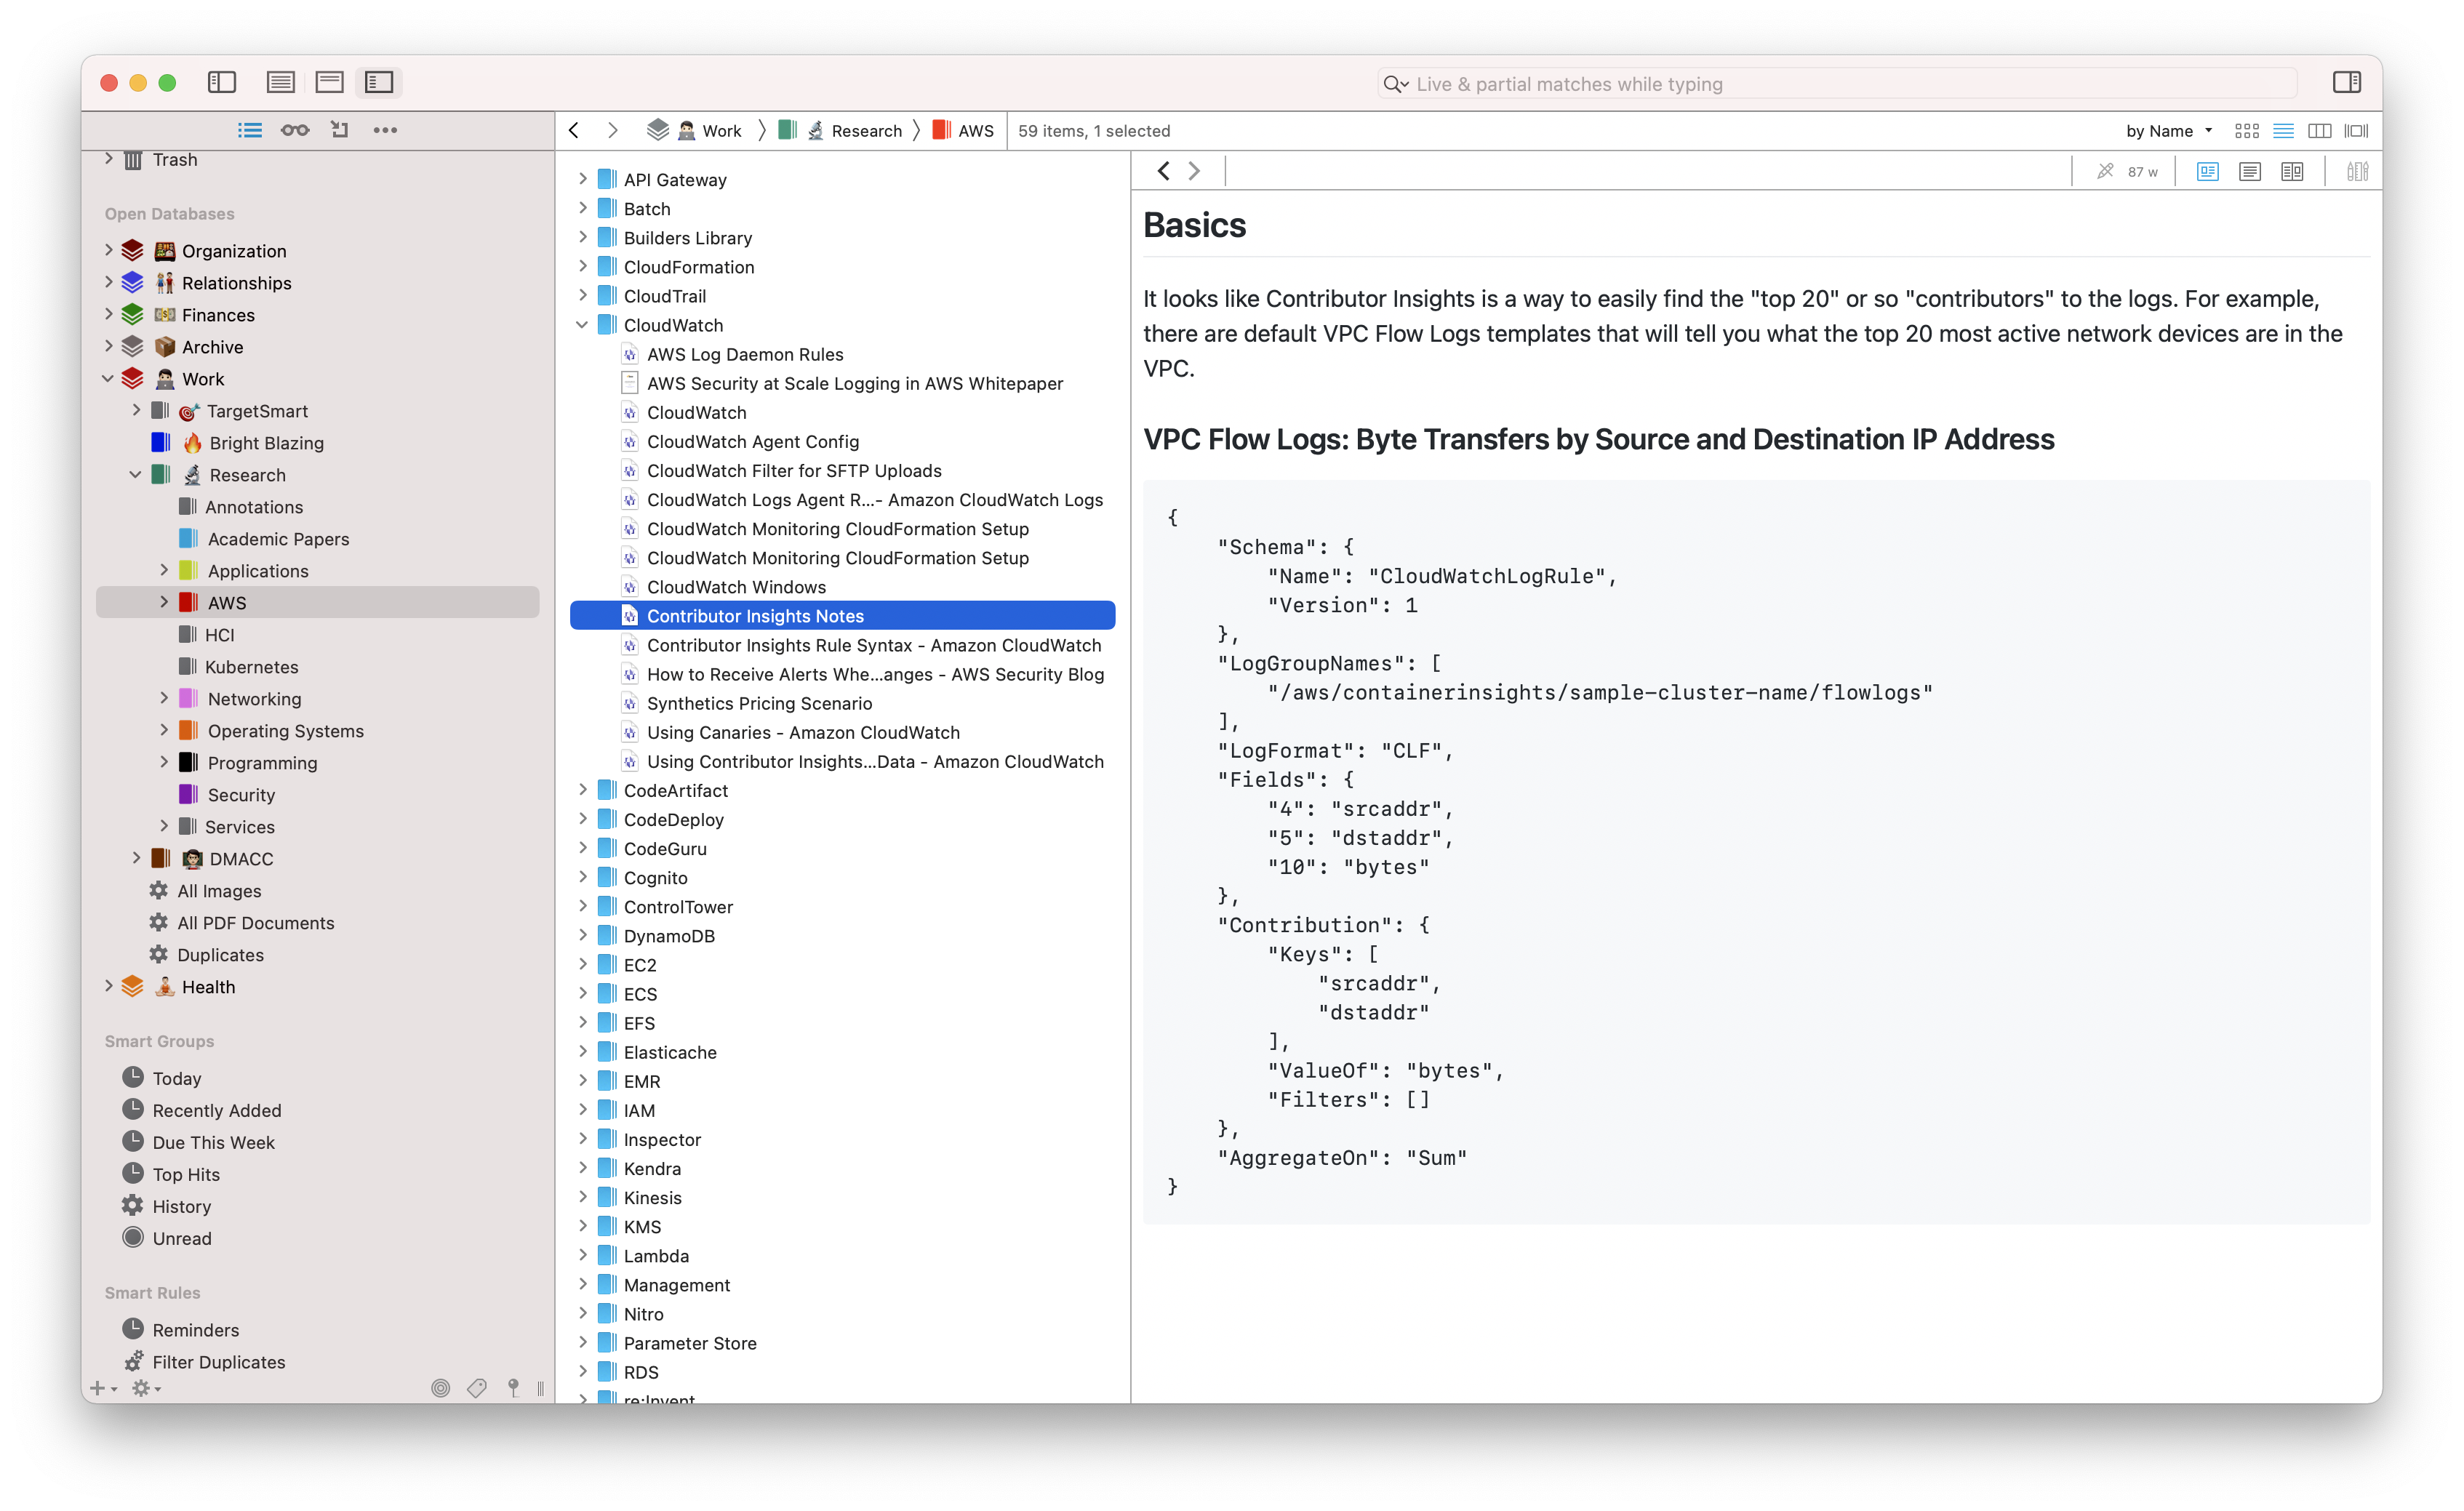 Live & partial matches while typing
Work
Research
AWS
59 items, 1 selected
by Name
Trash
Open Databases
Organization
Relationships
Finances
Archive
Work
TargetSmart
Bright Blazing
Research
Annotations
Academic Papers
Applications
AWS
HCI
Kubernetes
Networking
Operating Systems
Programming
Security
Services
DMACC
All Images
All PDF Documents
Duplicates
Health
Smart Groups
Today
Recently Added
Due This Week
Top Hits
History
Unread
Smart Rules
Reminders
Filter Duplicates
API Gateway
Batch
Builders Library
CloudFormation
CloudTrail
CloudWatch
AWS Log Daemon Rules
AWS Security at Scale Logging in AWS Whitepaper
CloudWatch
CloudWatch Agent Config
CloudWatch Filter for SFTP Uploads
CloudWatch Logs Agent R...- Amazon CloudWatch Logs
CloudWatch Monitoring CloudFormation Setup
CloudWatch Monitoring CloudFormation Setup
CloudWatch Windows
Contributor Insights Notes
Contributor Insights Rule Syntax - Amazon CloudWatch
How to Receive Alerts Whe...anges - AWS Security Blog
Synthetics Pricing Scenario
Using Canaries - Amazon CloudWatch
Using Contributor Insights...Data - Amazon CloudWatch
CodeArtifact
CodeDeploy
CodeGuru
Cognito
ControlTower
DynamoDB
EC2
ECS
EFS
Elasticache
EMR
IAM
Inspector
Kendra
Kinesis
KMS
Lambda
Management
Nitro
Parameter Store
RDS
re:Invent
87 w
Basics
It looks like Contributor Insights is a way to easily find the "top 20" or so "contributors" to the logs. For example,
there are default VPC Flow Logs templates that will tell you what the top 20 most active network devices are in the
VPC.
VPC Flow Logs: Byte Transfers by Source and Destination IP Address
{
    "Schema": {
        "Name": "CloudWatchLogRule",
        "Version": 1
    },
    "LogGroupNames": [
        "/aws/containerinsights/sample-cluster-name/flowlogs"
    ],
    "LogFormat": "CLF",
    "Fields": {
        "4": "srcaddr",
        "5": "dstaddr",
        "10": "bytes"
    },
    "Contribution": {
        "Keys": [
            "srcaddr",
            "dstaddr"
        ],
        "ValueOf": "bytes",
        "Filters": []
    },
    "AggregateOn": "Sum"
}